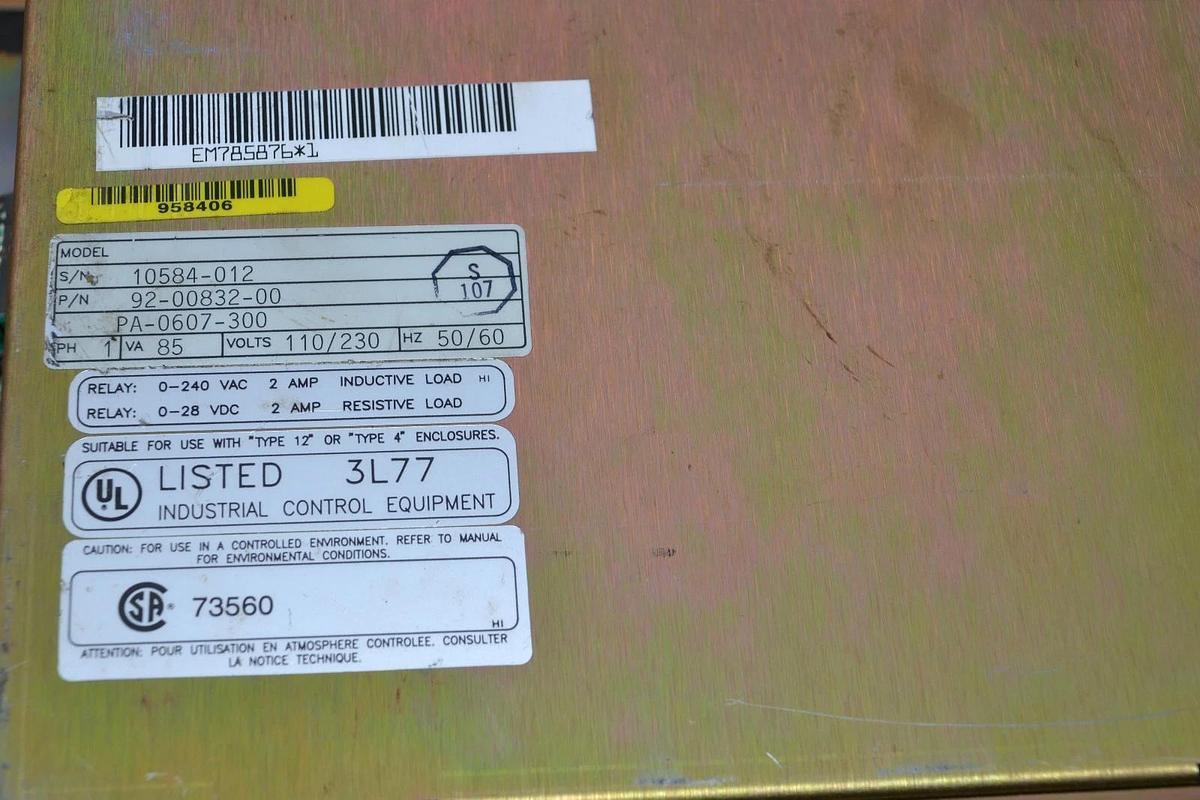 EM785876*1
958406
MODEL
S/N 10584-012
P/N 92-00832-00
PA-0607-300
S
107
PH 1 VA 85 VOLTS 110/230 HZ 50/60
RELAY: 0-240 VAC 2 AMP INDUCTIVE LOAD HI
RELAY: 0-28 VDC 2 AMP RESISTIVE LOAD
SUITABLE FOR USE WITH "TYPE 12" OR "TYPE 4" ENCLOSURES.
UL LISTED 3L77
INDUSTRIAL CONTROL EQUIPMENT
CAUTION: FOR USE IN A CONTROLLED ENVIRONMENT. REFER TO MANUAL
FOR ENVIRONMENTAL CONDITIONS.
CSA® 73560
HI
ATTENTION: POUR UTILISATION EN ATMOSPHERE CONTROLEE. CONSULTER
LA NOTICE TECHNIQUE.